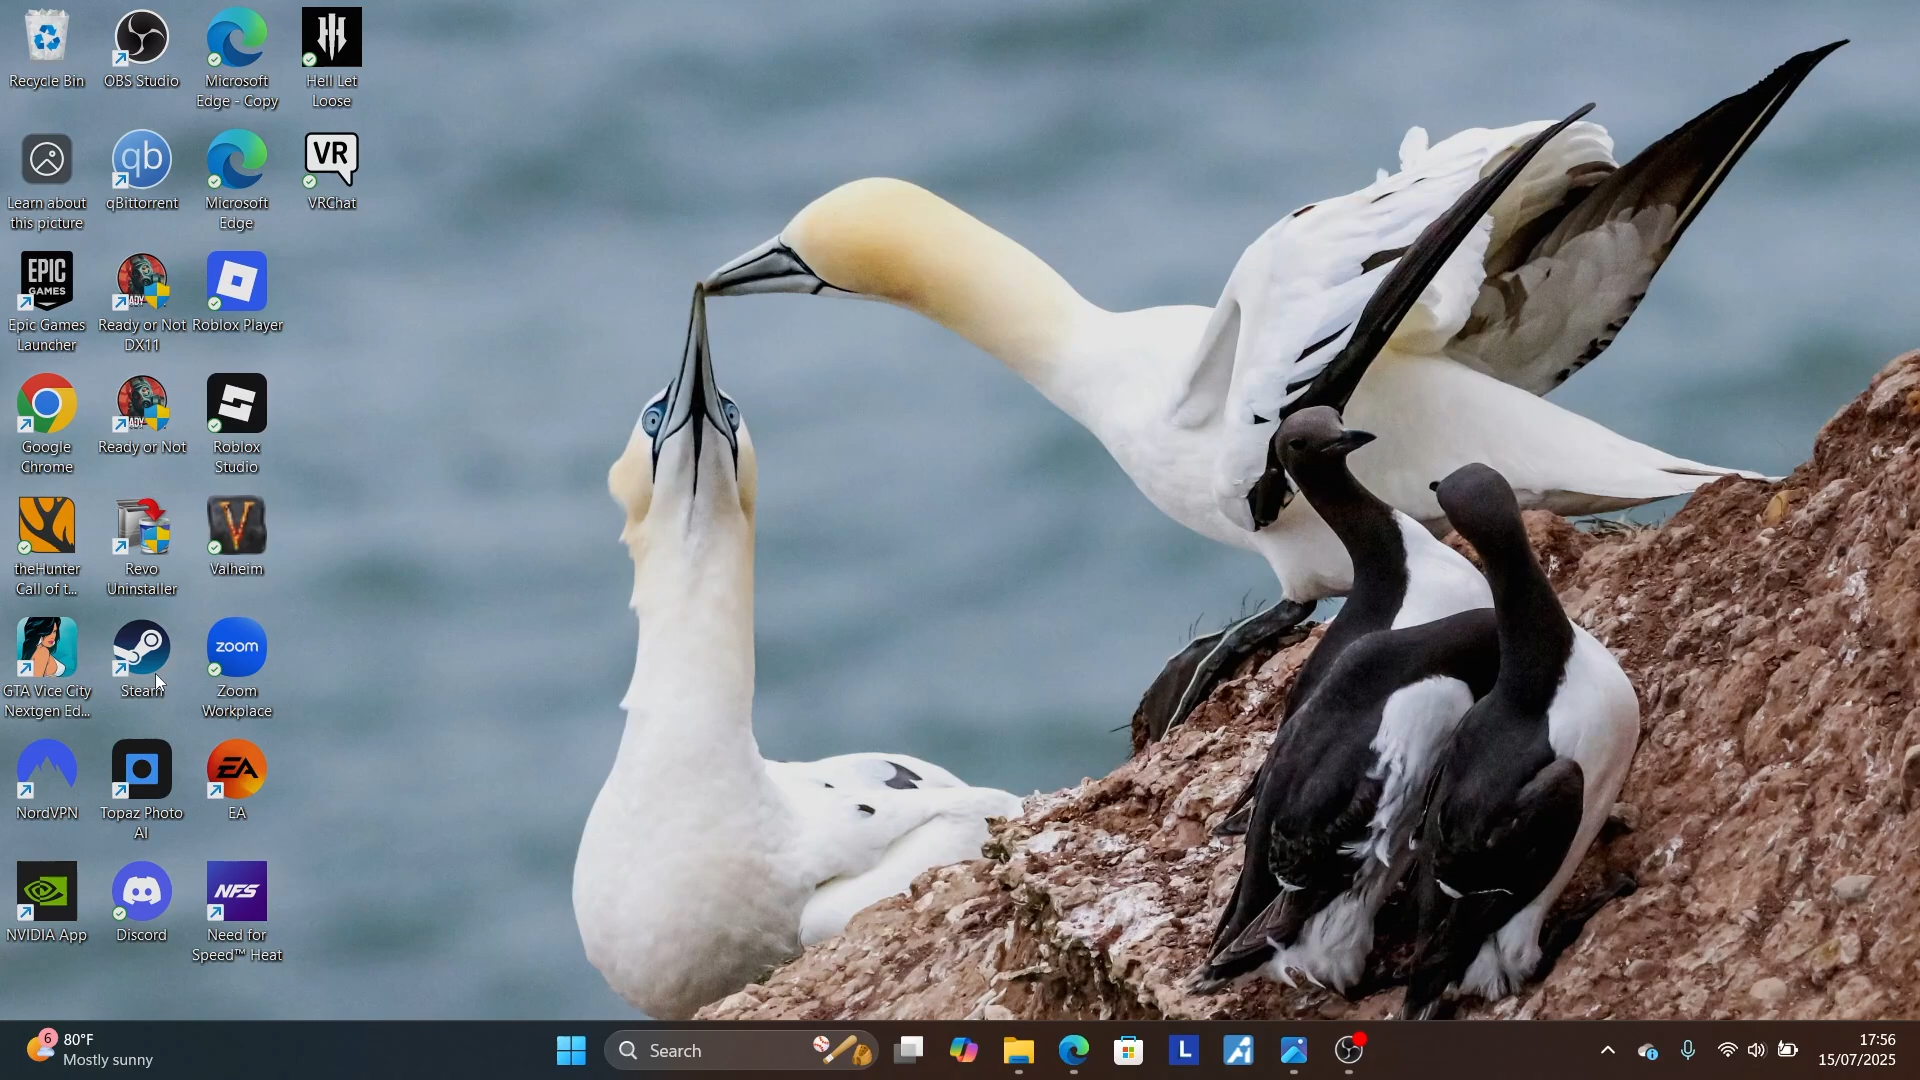 Recycle Bin
OBS Studio
Microsoft
Edge - Copy
Hell Let
Loose
Learn about
this picture
qb
qBittorrent
Microsoft
Edge
VR
VRChat
EPIC
GAMES
Epic Games
Launcher
Ready or Not
DX11
Roblox Player
Google
Chrome
Ready or Not
Roblox
Studio
theHunter
Call of t...
Revo
Uninstaller
V
Valheim
GTA Vice City
Nextgen Ed...
Steam
zoom
Zoom
Workplace
NordVPN
Topaz Photo
AI
EA
EA
NVIDIA App
Discord
NFS
Need for
Speed™ Heat
6
80°F
Mostly sunny
Search
L
17:56
15/07/2025